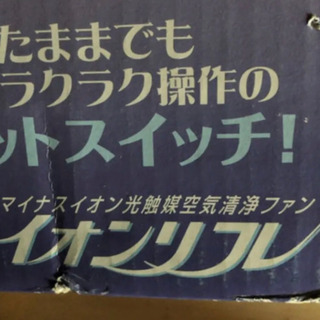 たままでも
ラクラク操作の
ットスイッチ!
マイナスイオン光触媒空気清浄ファン
イオンリフレ